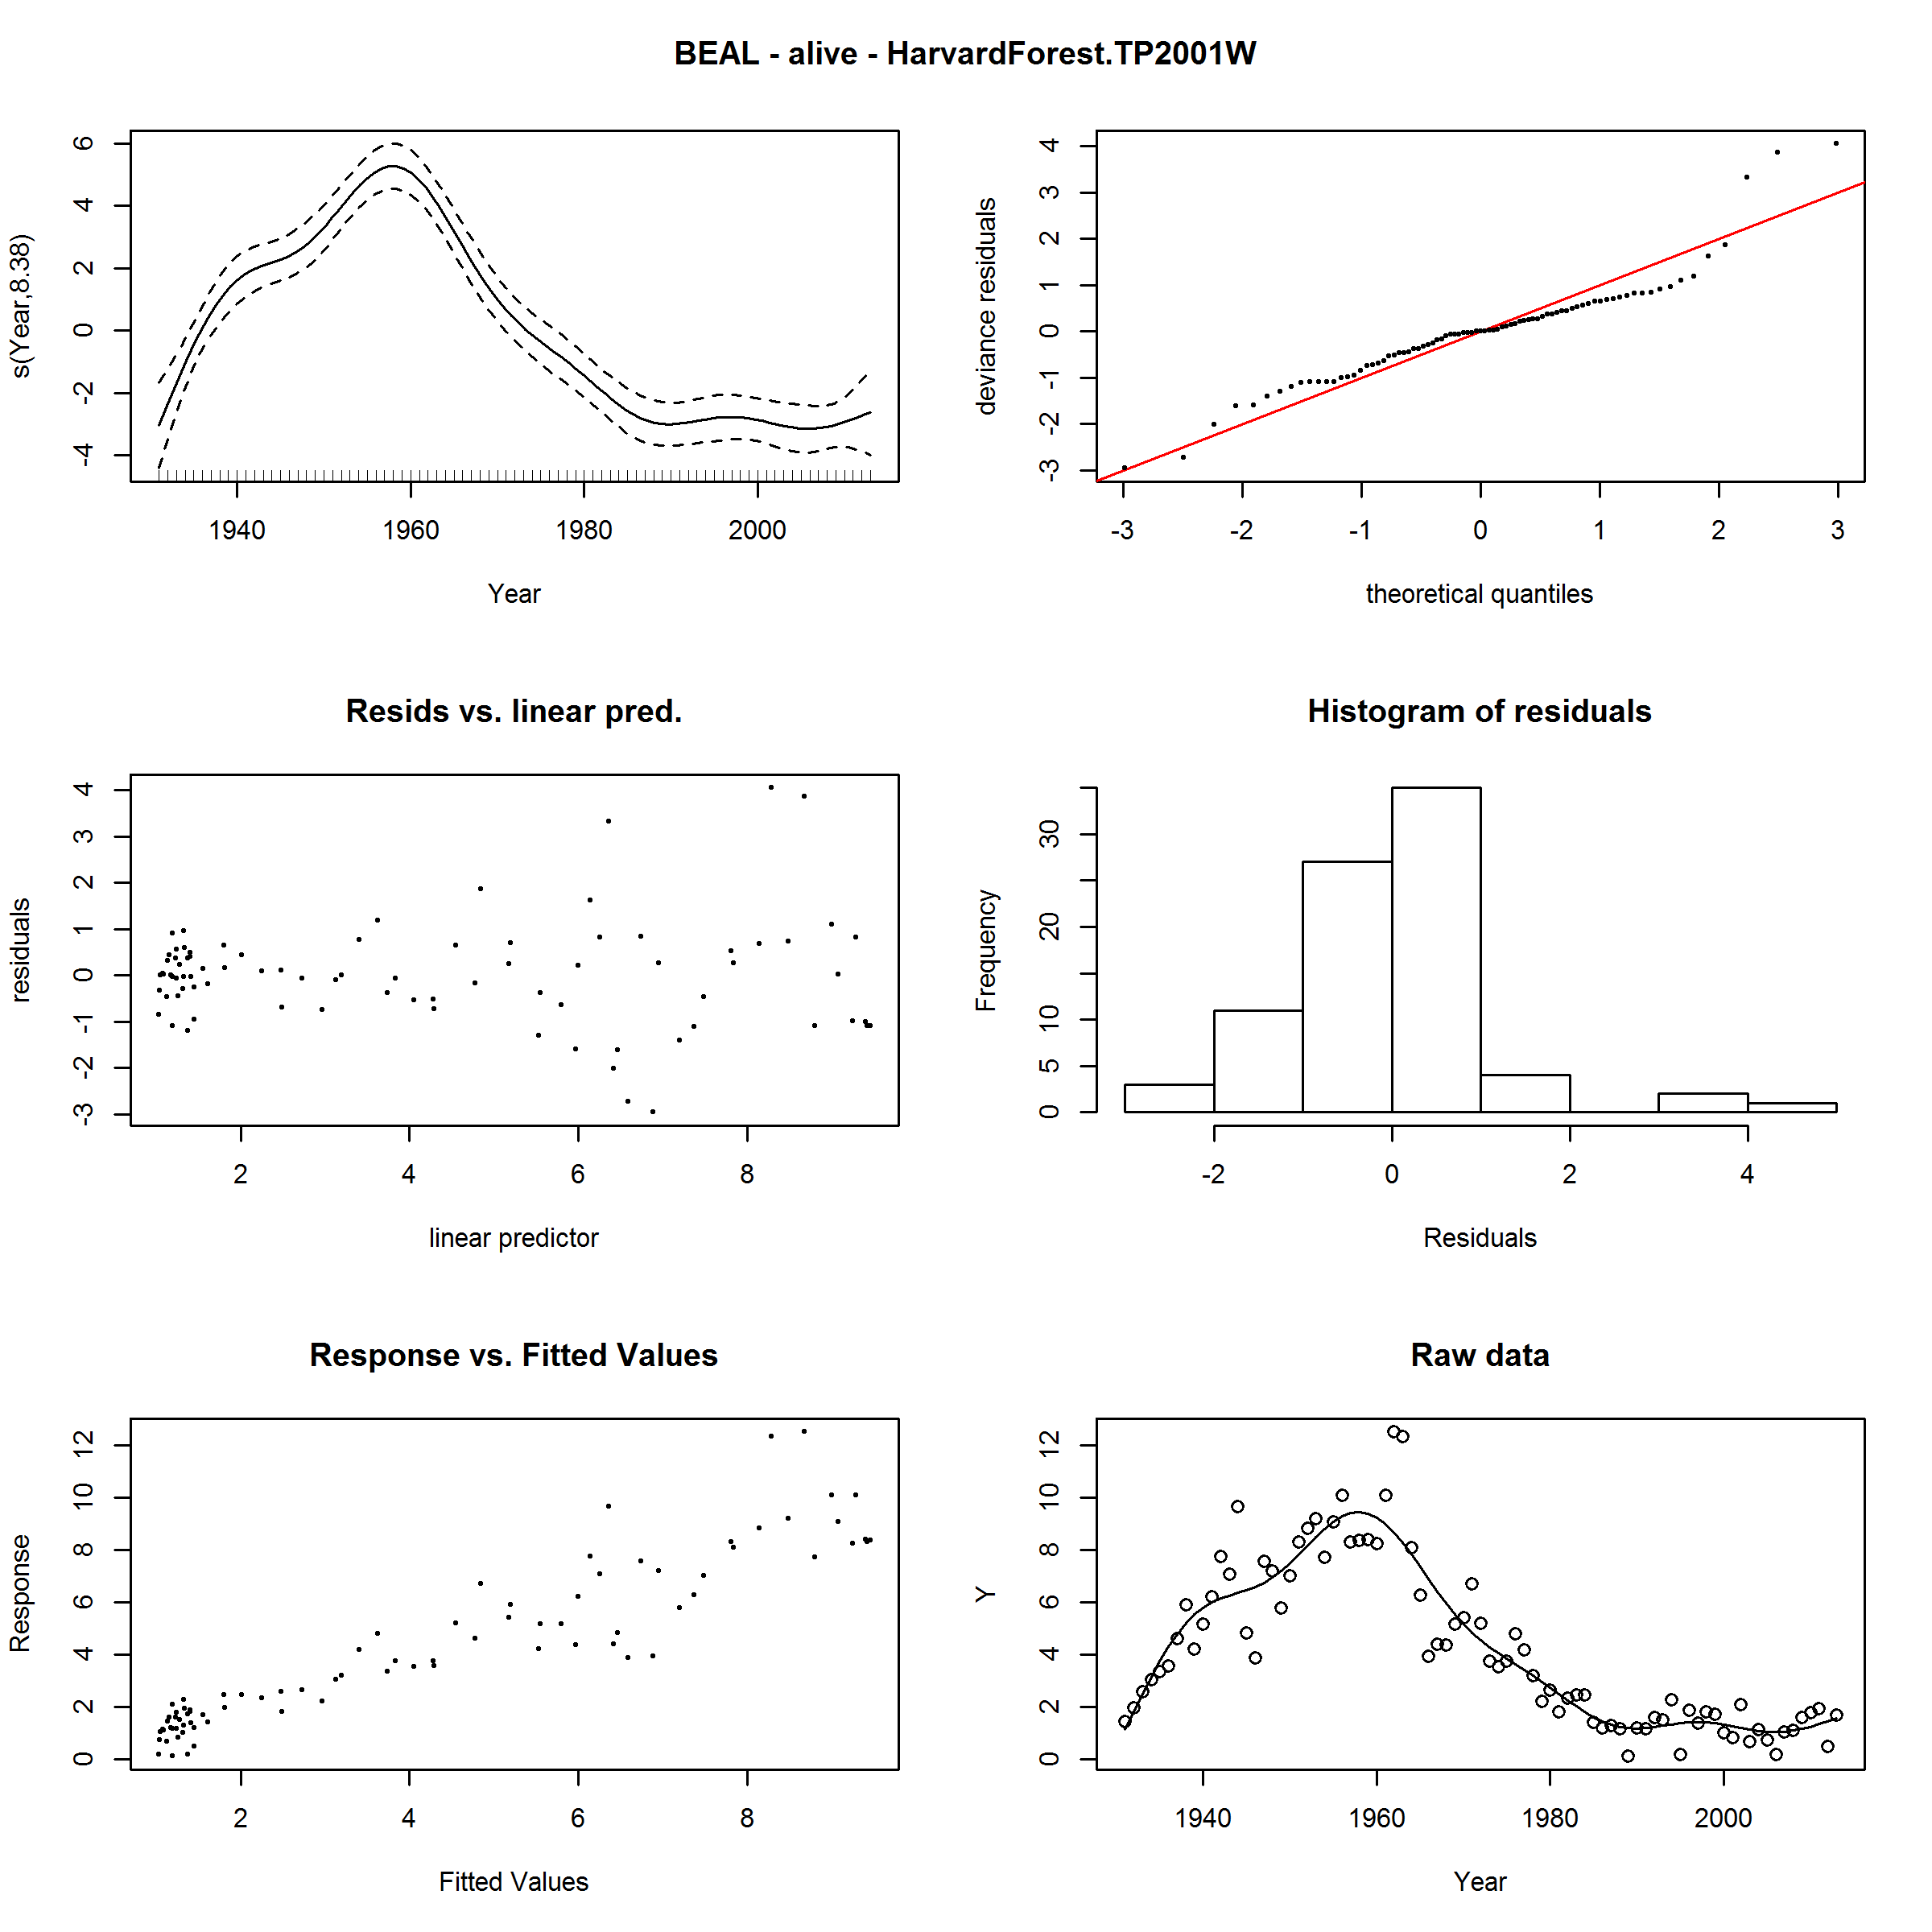 BEAL - alive - HarvardForest.TP2001W
s(Year,8.38)
6
4
2
0
-2
-4
1940 1960 1980 2000
Year
deviance residuals
4
3
2
1
0
-1
-2
-3
-3 -2 -1 0 1 2 3
theoretical quantiles
Resids vs. linear pred.
residuals
4
3
2
1
0
-1
-2
-3
2 4 6 8
linear predictor
Histogram of residuals
Frequency
30
20
10
5
0
-2 0 2 4
Residuals
Response vs. Fitted Values
Response
12
10
8
6
4
2
0
2 4 6 8
Fitted Values
Raw data
Y
12
10
8
6
4
2
0
1940 1960 1980 2000
Year